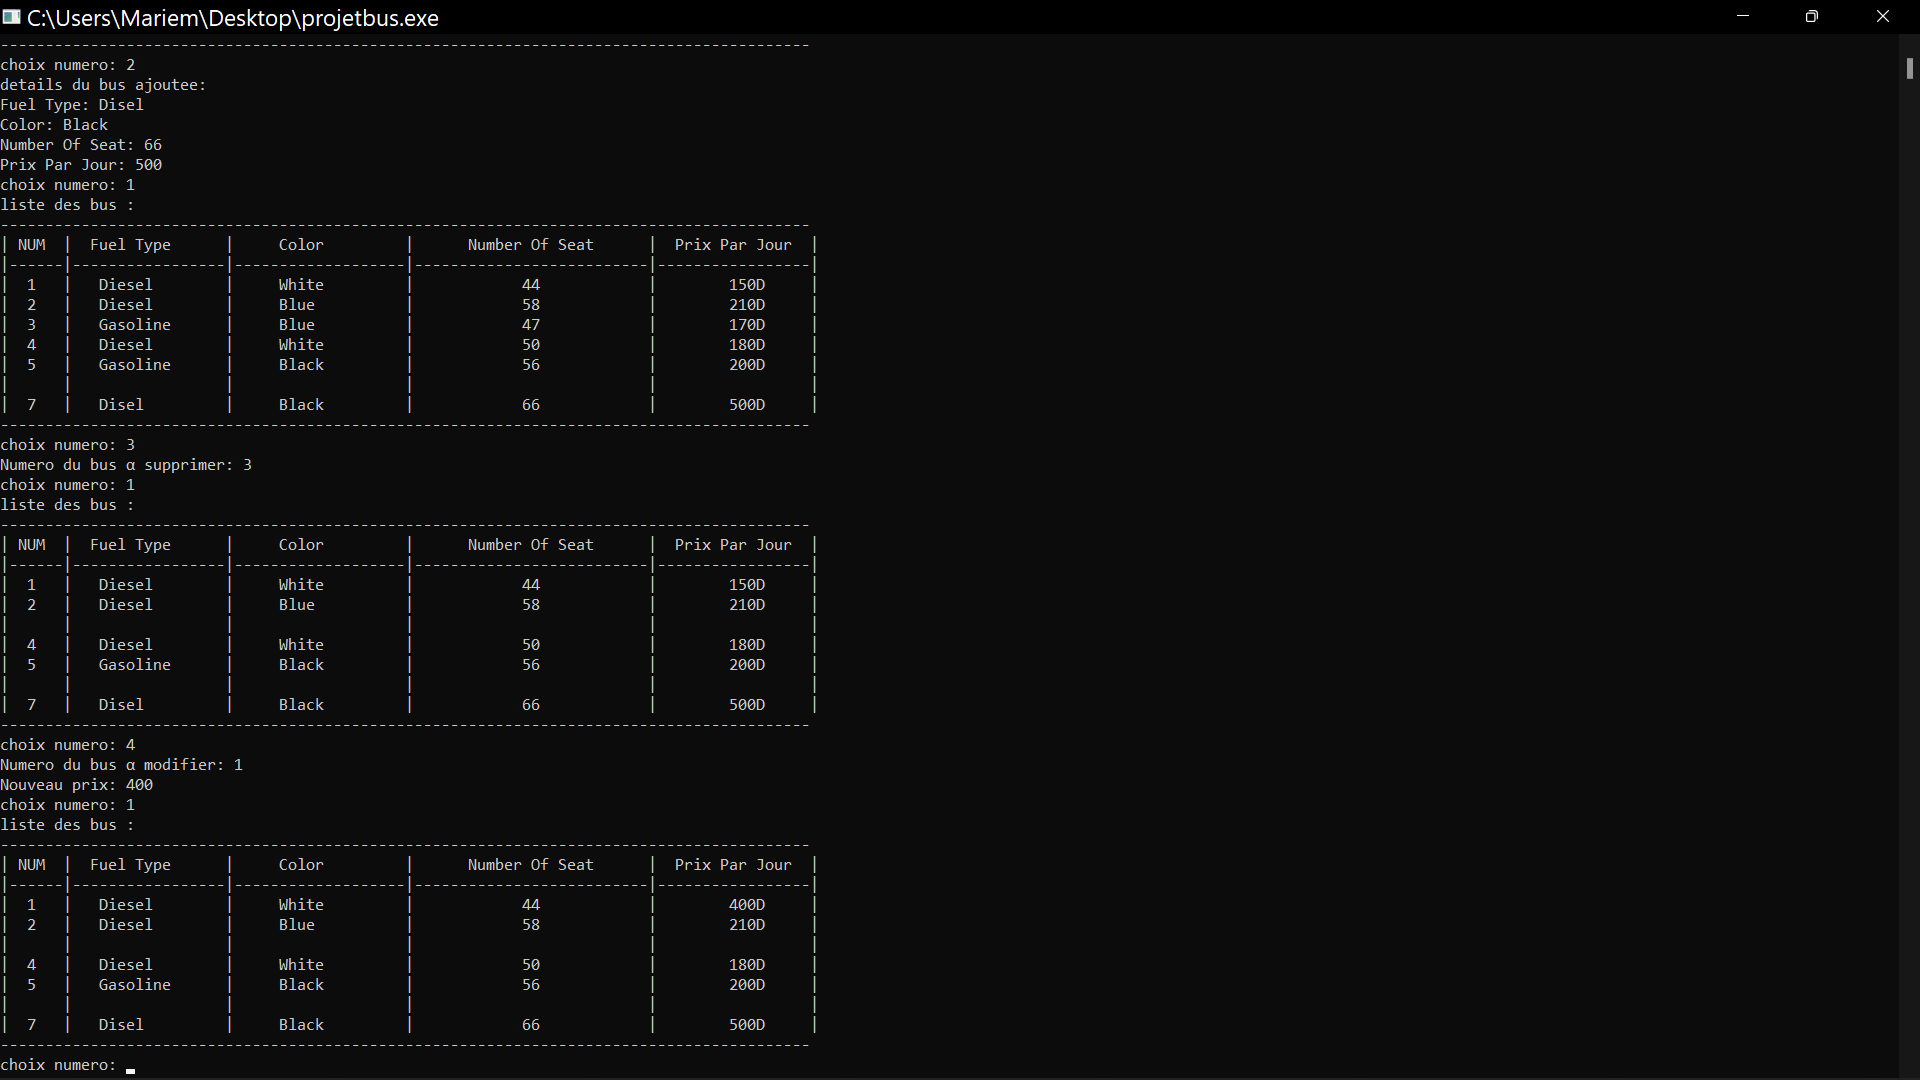 C:\Users\Mariem\Desktop\projetbus.exe
------------------------------------------------------------------------------------------
choix numero: 2
details du bus ajoutee:
Fuel Type: Disel
Color: Black
Number Of Seat: 66
Prix Par Jour: 500
choix numero: 1
liste des bus :
------------------------------------------------------------------------------------------
| NUM  |  Fuel Type      |     Color         |      Number Of Seat      |  Prix Par Jour  |
|------|-----------------|-------------------|--------------------------|-----------------|
|  1   |   Diesel        |     White         |            44            |        150D     |
|  2   |   Diesel        |     Blue          |            58            |        210D     |
|  3   |   Gasoline      |     Blue          |            47            |        170D     |
|  4   |   Diesel        |     White         |            50            |        180D     |
|  5   |   Gasoline      |     Black         |            56            |        200D     |
|      |                 |                   |                          |                 |
|  7   |   Disel         |     Black         |            66            |        500D     |
------------------------------------------------------------------------------------------
choix numero: 3
Numero du bus α supprimer: 3
choix numero: 1
liste des bus :
------------------------------------------------------------------------------------------
| NUM  |  Fuel Type      |     Color         |      Number Of Seat      |  Prix Par Jour  |
|------|-----------------|-------------------|--------------------------|-----------------|
|  1   |   Diesel        |     White         |            44            |        150D     |
|  2   |   Diesel        |     Blue          |            58            |        210D     |
|      |                 |                   |                          |                 |
|  4   |   Diesel        |     White         |            50            |        180D     |
|  5   |   Gasoline      |     Black         |            56            |        200D     |
|      |                 |                   |                          |                 |
|  7   |   Disel         |     Black         |            66            |        500D     |
------------------------------------------------------------------------------------------
choix numero: 4
Numero du bus α modifier: 1
Nouveau prix: 400
choix numero: 1
liste des bus :
------------------------------------------------------------------------------------------
| NUM  |  Fuel Type      |     Color         |      Number Of Seat      |  Prix Par Jour  |
|------|-----------------|-------------------|--------------------------|-----------------|
|  1   |   Diesel        |     White         |            44            |        400D     |
|  2   |   Diesel        |     Blue          |            58            |        210D     |
|      |                 |                   |                          |                 |
|  4   |   Diesel        |     White         |            50            |        180D     |
|  5   |   Gasoline      |     Black         |            56            |        200D     |
|      |                 |                   |                          |                 |
|  7   |   Disel         |     Black         |            66            |        500D     |
------------------------------------------------------------------------------------------
choix numero: